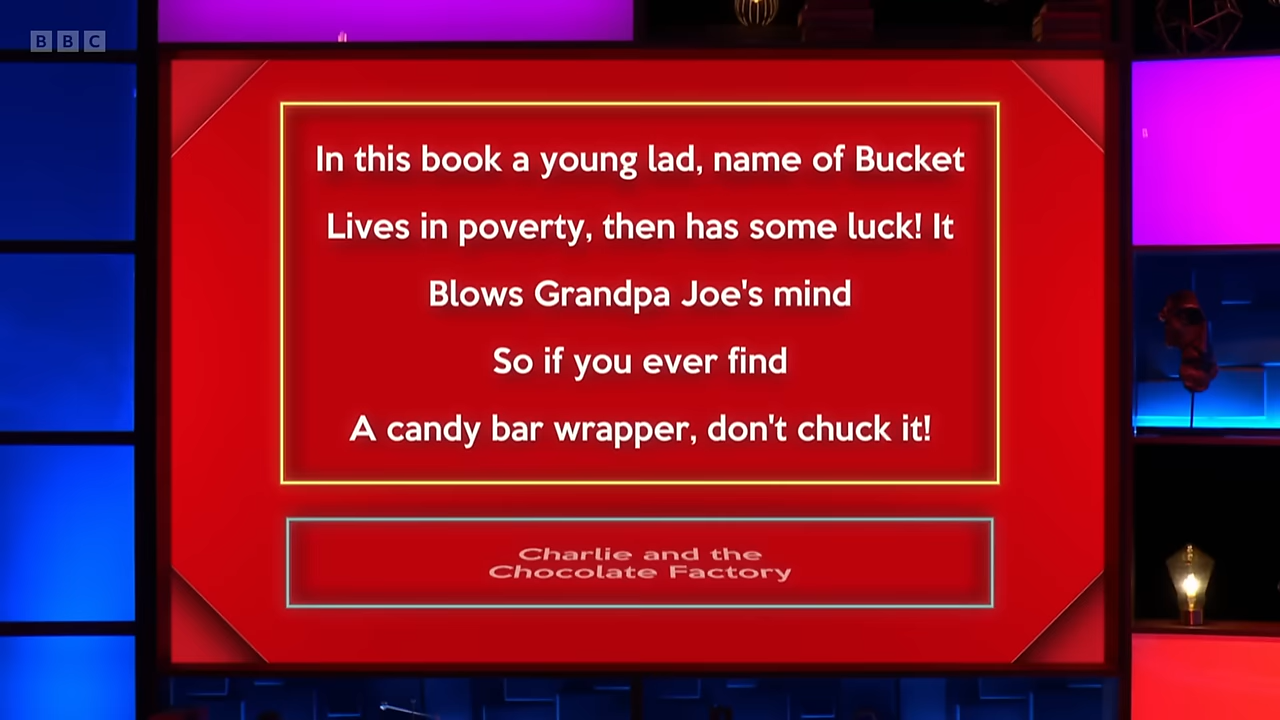 BBC
In this book a young lad, name of Bucket
Lives in poverty, then has some luck! It
Blows Grandpa Joe's mind
So if you ever find
A candy bar wrapper, don't chuck it!
Charlie and the
Chocolate Factory